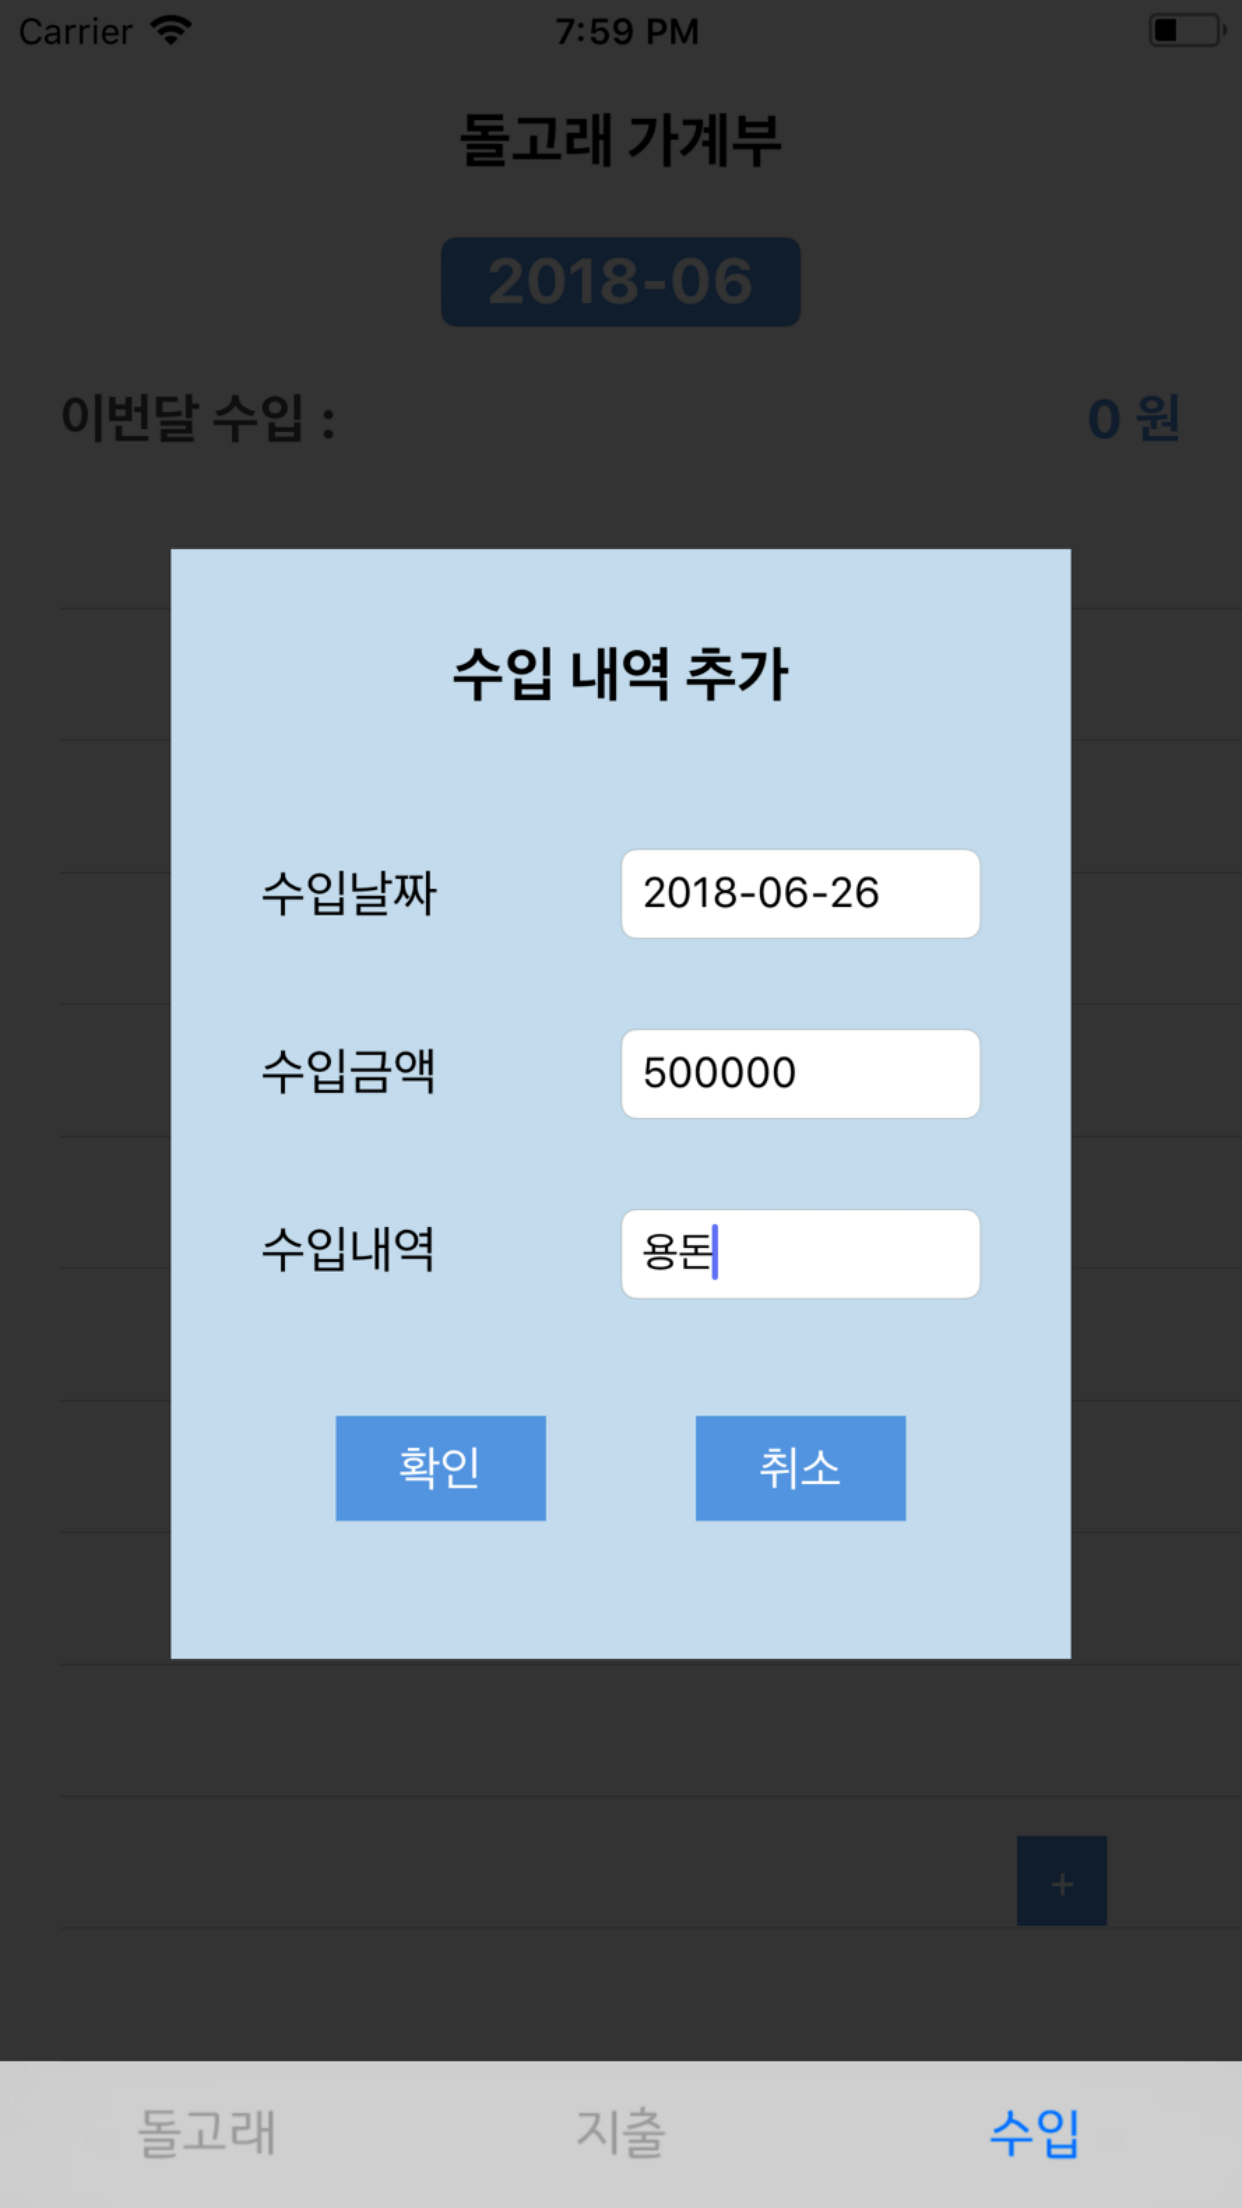 Carrier 7:59 PM
돌고래 가계부
2018-06
이번달 수입 : 0 원
수입 내역 추가
수입날짜 2018-06-26
수입금액 500000
수입내역 용돈
확인 취소
+
돌고래 지출 수입